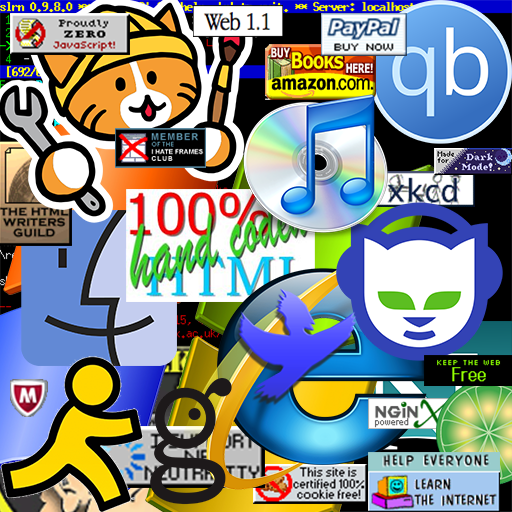 slrn 0.9.8.0
** Server: localhos
Proudly
ZERO
JavaScript!
Web 1.1
PayPal
BUY NOW
BUY
BOOKS
HERE!
amazon.com.
qb
[692/
MEMBER
OF THE
I HATE FRAMES
CLUB
Made
for
Dark
Mode!
xkcd
THE HTML
WRITERS
GUILD
100%
hand coded
HTML
KEEP THE WEB
Free
NGinX
powered
g
NET
NEUTRALITY
This site is
certified 100%
cookie free!
HELP EVERYONE
LEARN
THE INTERNET